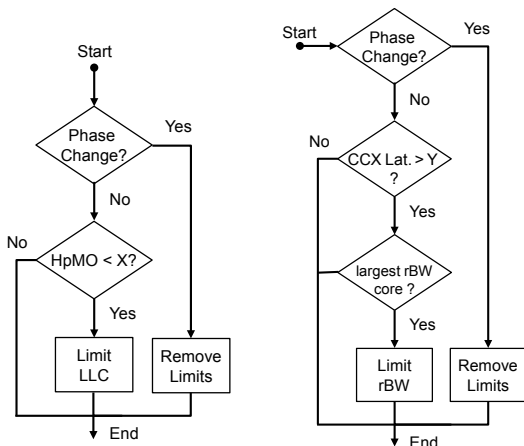 Start
Phase
Change?
Yes
No
HpMO < X?
No
Yes
Limit
LLC
Remove
Limits
End
Start
Phase
Change?
Yes
No
CCX Lat. > Y
?
No
Yes
largest rBW
core ?
Yes
Limit
rBW
Remove
Limits
End